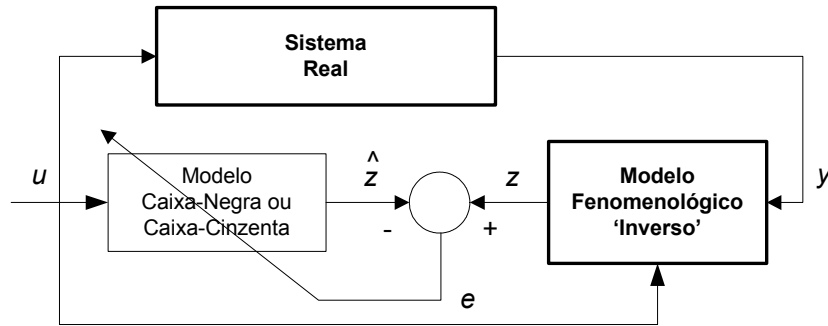 Sistema
Real
u
Modelo
Caixa-Negra ou
Caixa-Cinzenta
^
z
-
+
z
Modelo
Fenomenológico
‘Inverso’
y
e